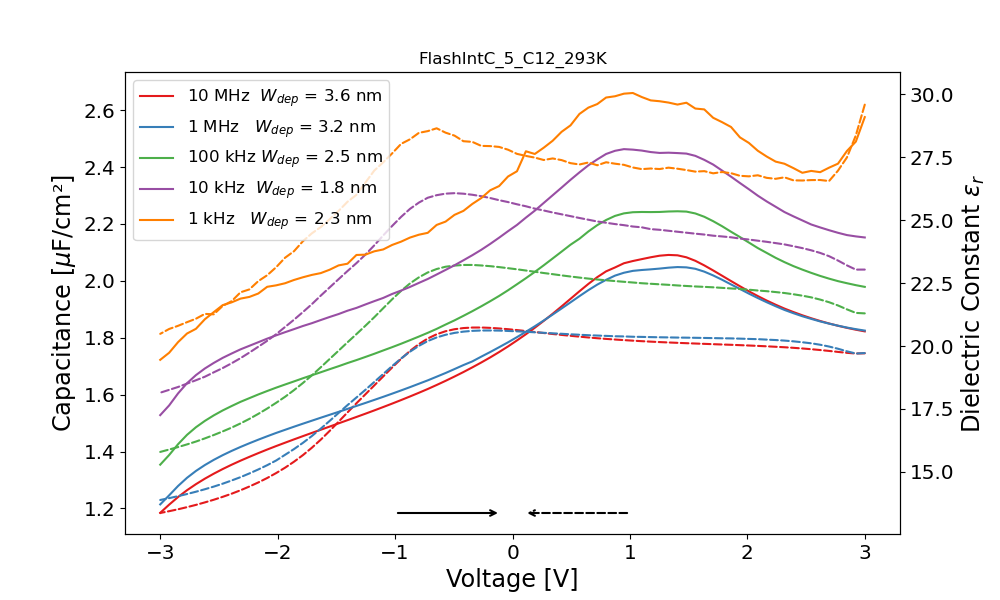 FlashIntC_5_C12_293K
10 MHz W_dep = 3.6 nm
1 MHz W_dep = 3.2 nm
100 kHz W_dep = 2.5 nm
10 kHz W_dep = 1.8 nm
1 kHz W_dep = 2.3 nm
Capacitance [μF/cm²]
2.6
2.4
2.2
2.0
1.8
1.6
1.4
1.2
30.0
27.5
25.0
22.5
20.0
17.5
15.0
Dielectric Constant ε_r
−3 −2 −1 0 1 2 3
Voltage [V]